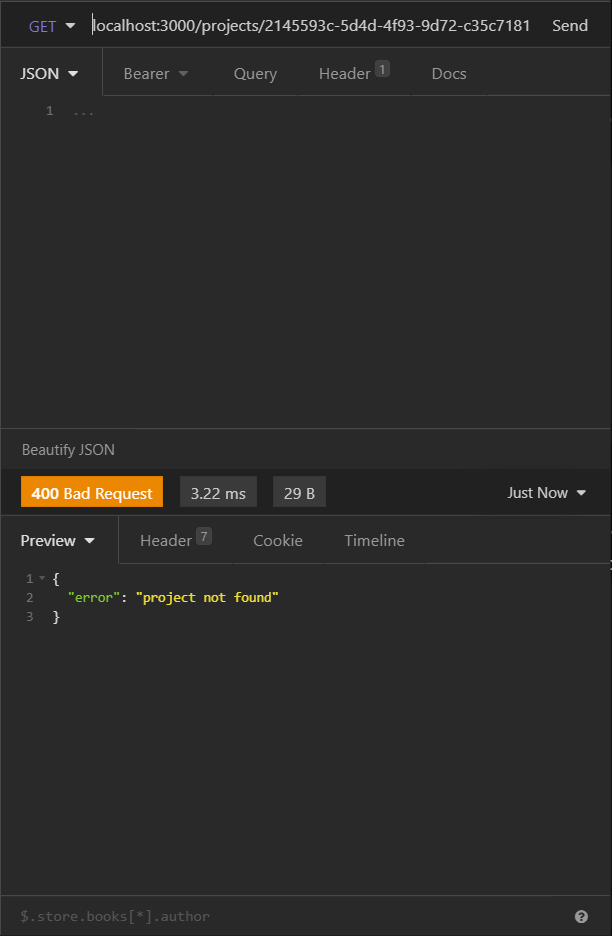 GET localhost:3000/projects/2145593c-5d4d-4f93-9d72-c35c7181 Send
JSON Bearer Query Header 1 Docs
1 ...
Beautify JSON
400 Bad Request 3.22 ms 29 B Just Now
Preview Header 7 Cookie Timeline
1 {
2 "error": "project not found"
3 }
$.store.books[*].author ?